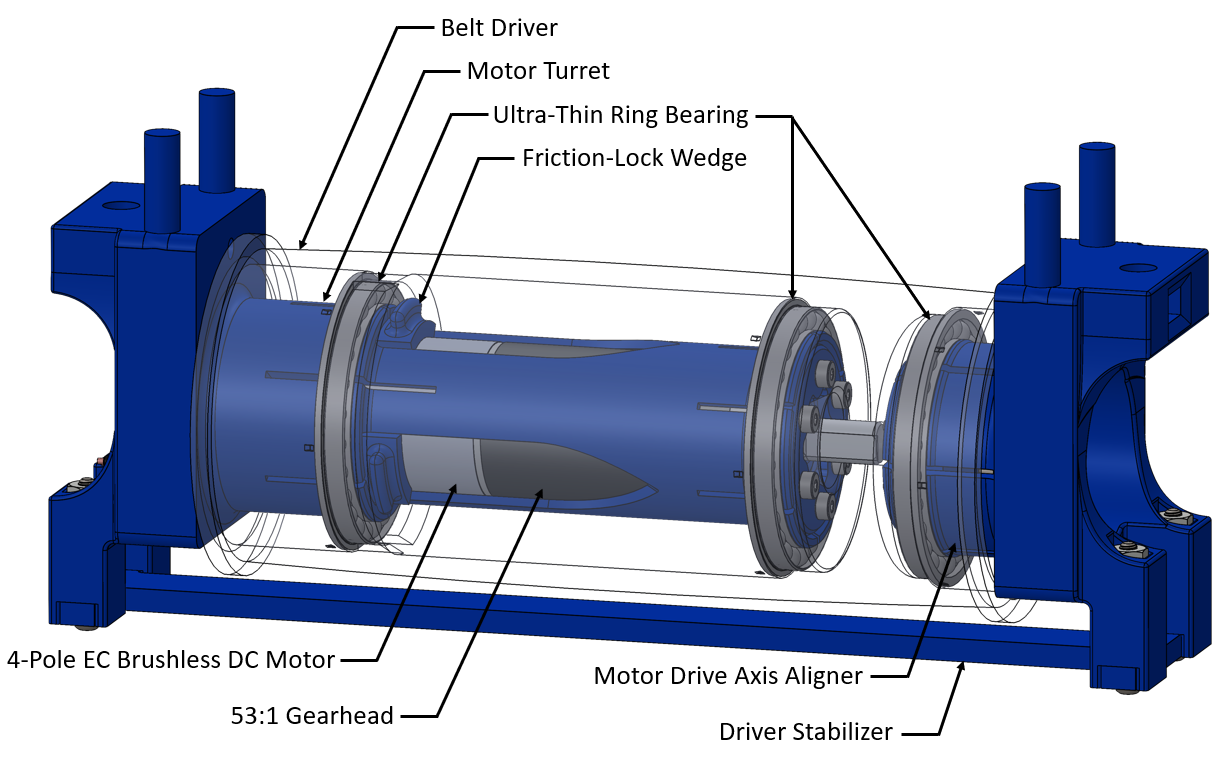 Belt Driver
Motor Turret
Ultra-Thin Ring Bearing
Friction-Lock Wedge
4-Pole EC Brushless DC Motor
53:1 Gearhead
Motor Drive Axis Aligner
Driver Stabilizer